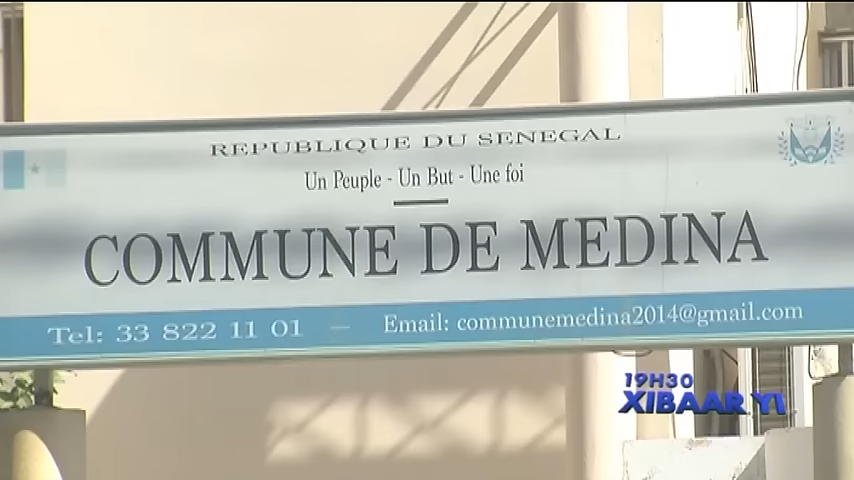 REPUBLIQUE DU SENEGAL
Un Peuple - Un But - Une foi
COMMUNE DE MEDINA
Tel: 33 822 11 01 – Email: communemedina2014@gmail.com
19H30
XIBAAR YI